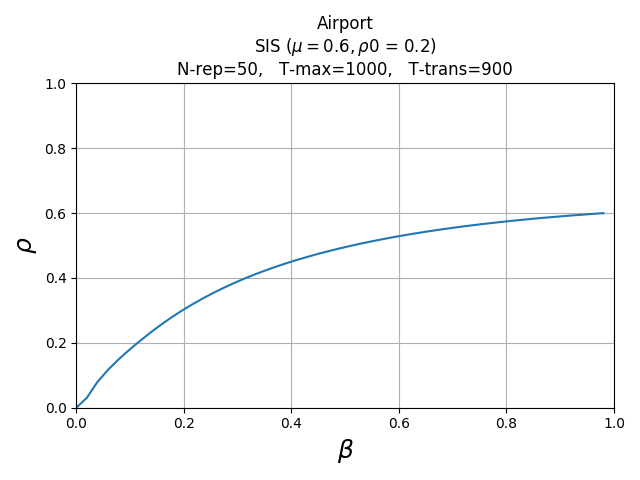 Airport
SIS (μ = 0.6, ρ0 = 0.2)
N-rep=50,   T-max=1000,   T-trans=900
1.0
0.8
0.6
0.4
0.2
0.0
ρ
0.0 0.2 0.4 0.6 0.8 1.0
β